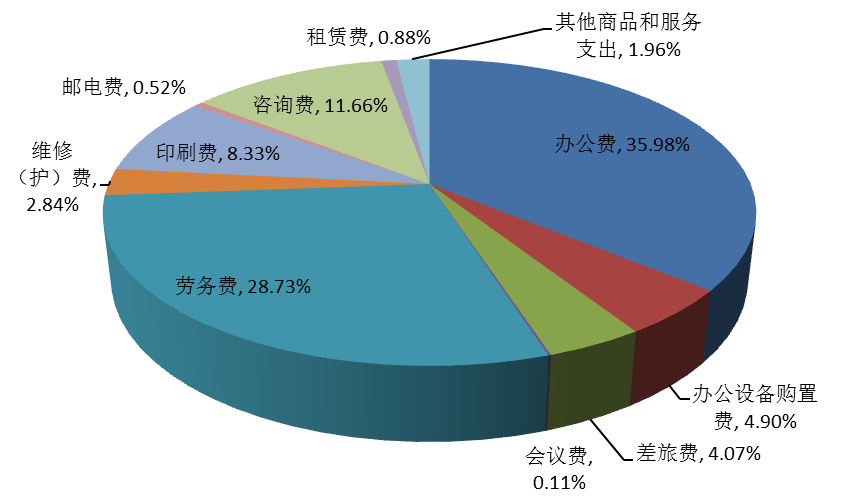 租赁费, 0.88%
其他商品和服务
支出, 1.96%
邮电费, 0.52%
咨询费, 11.66%
办公费, 35.98%
维修
（护）费,
2.84%
印刷费, 8.33%
劳务费, 28.73%
办公设备购置
费, 4.90%
会议费,
0.11%
差旅费, 4.07%